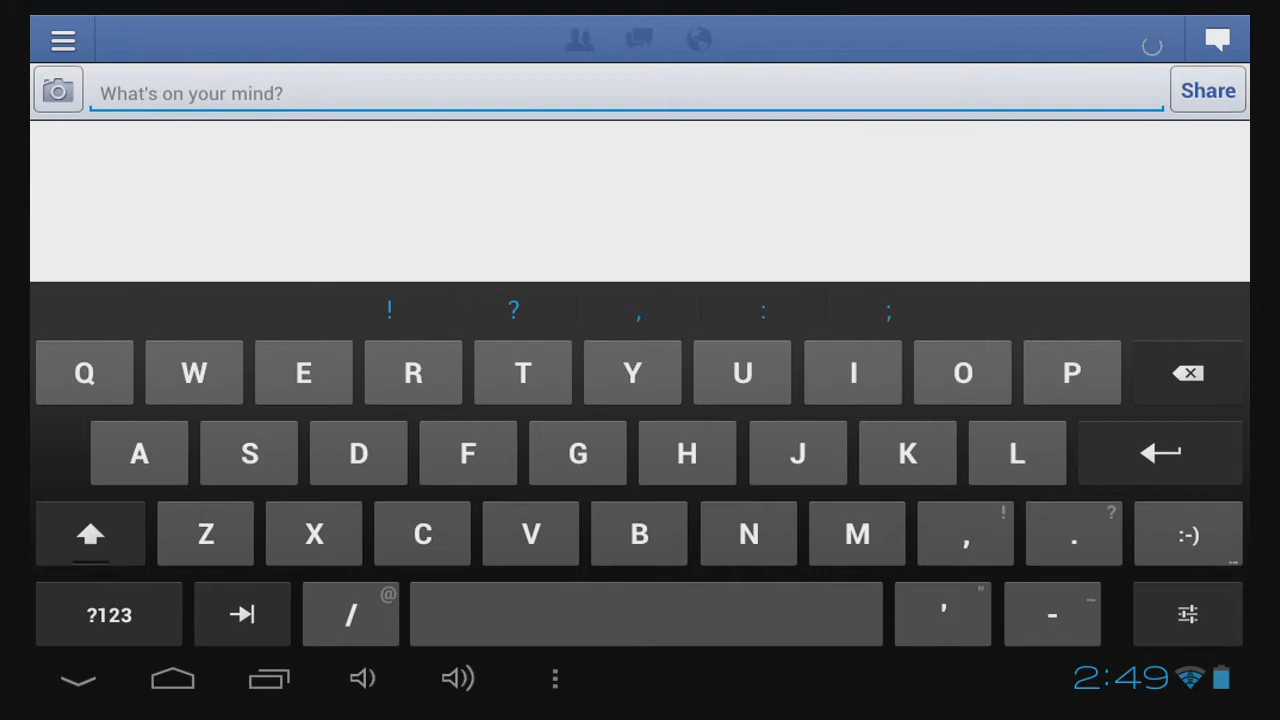 What's on your mind? Share
! ? , : ;
Q W E R T Y U I O P
A S D F G H J K L
Z X C V B N M , ! . ? :-) ...
?123 / @ ' " - _
2:49